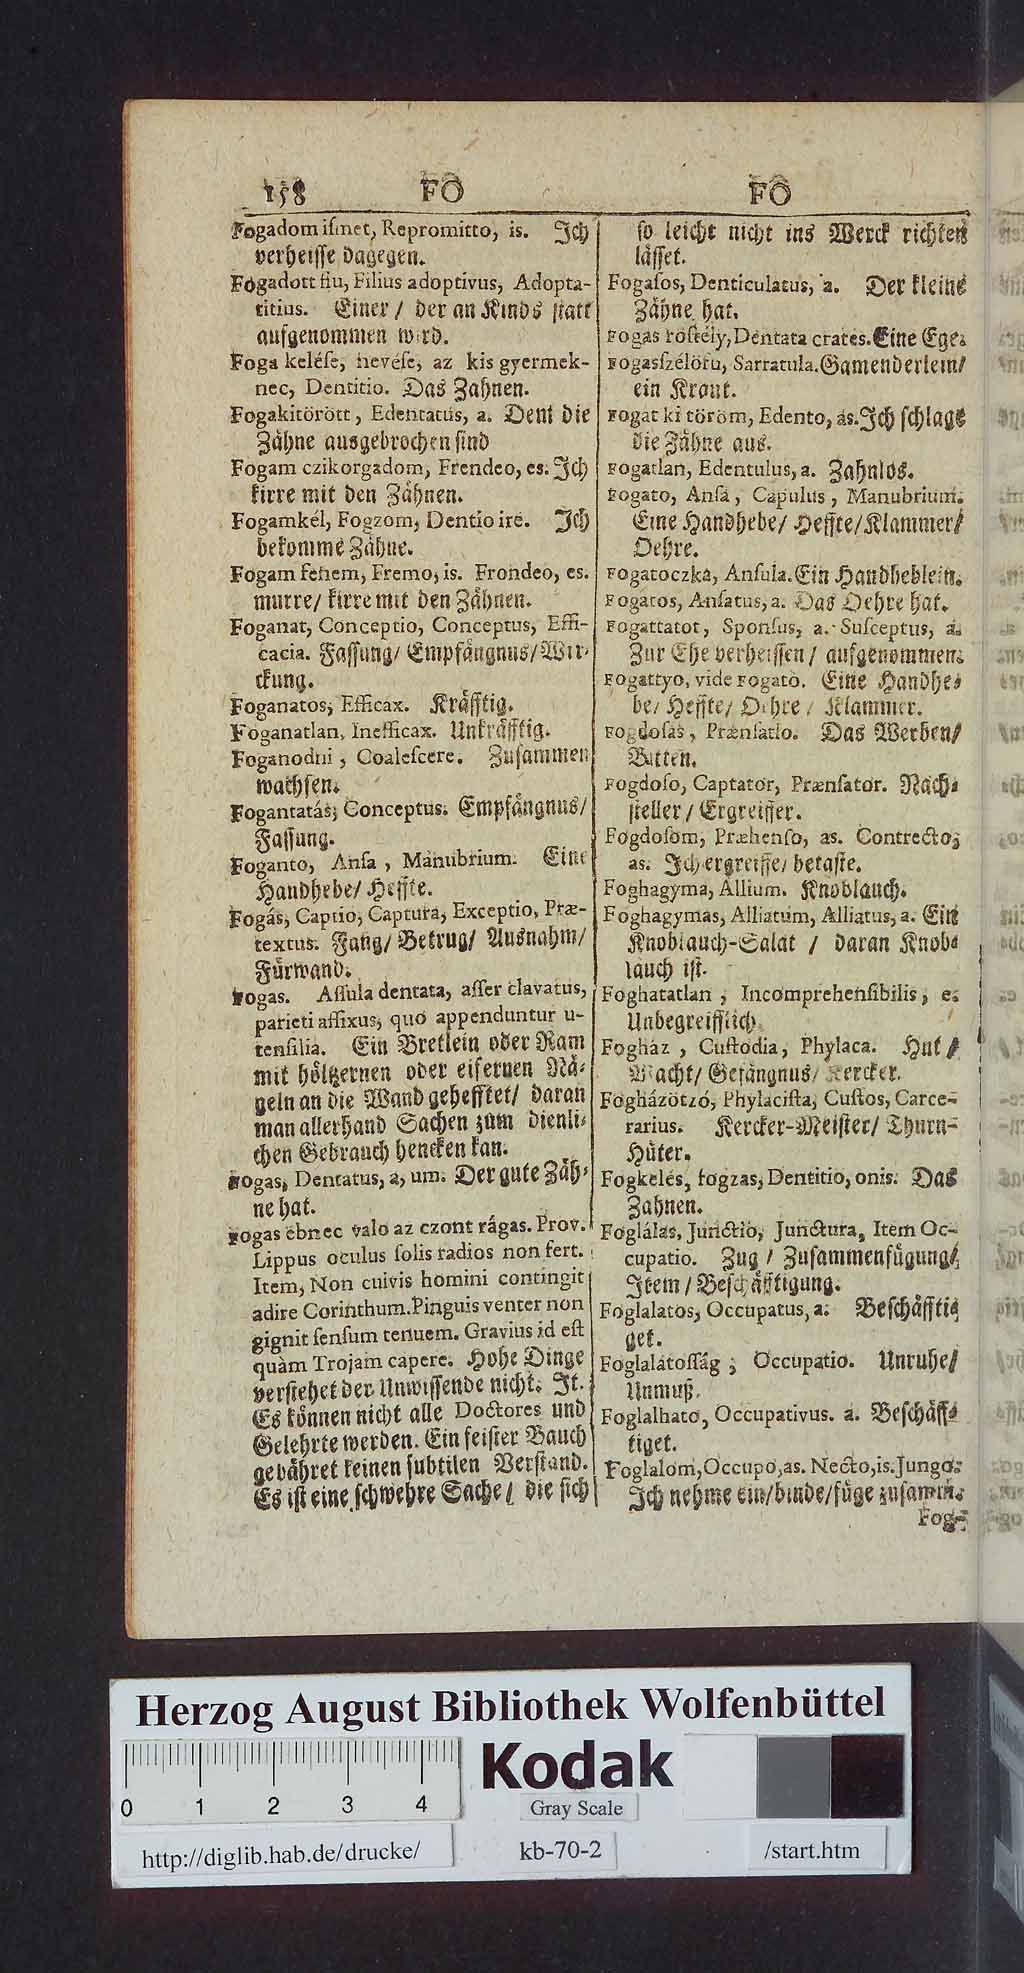 158 FO
Fogadom iſmet, Repromitto, is. Ich
verheiſſe dagegen.
Fogadott fiu, Filius adoptivus, Adopta-
titius. Einer / der an Kinds ſtatt
aufgenommen wird.
Foga keléſe, nevéſe, az kis gyermek-
nec, Dentitio. Das Zahnen.
Fogakitörött, Edentatus, a. Dem die
Zähne ausgebrochen ſind
Fogam czikorgadom, Frendeo, es. Ich
kirre mit den Zähnen.
Fogamkél, Fogzom, Dentio ire. Ich
bekomme Zähne.
Fogam fenem, Fremo, is. Frondeo, es.
murre/ kirre mit den Zähnen.
Foganat, Conceptio, Conceptus, Effi-
cacia. Faſſung/ Empfängnus/ Wir-
ckung.
Foganatos, Efficax. Kräfftig.
Foganatlan, Inefficax. Unkräfftig.
Foganodni, Coaleſcere. Zuſammen
wachſen.
Fogantatás, Conceptus. Empfängnus/
Faſſung.
Foganto, Anſa, Manubrium. Eine
Handhebe/ Heffte.
Fogás, Captio, Captura, Exceptio, Præ-
textus. Fang/ Betrug/ Ausnahm/
Fürwand.
Fogas. Aſſula dentata, aſſer clavatus,
parieti affixus, quo appenduntur u-
tenſilia. Ein Bretlein oder Ram
mit höltzernen oder eiſernen Nä-
geln an die Wand gehefftet/ daran
man allerhand Sachen zum dienli-
chen Gebrauch hencken kan.
Fogas, Dentatus, a, um. Der gute Zäh-
ne hat.
Fogas ebnec valo az czont rágas. Prov.
Lippus oculus ſolis radios non fert.
Item, Non cuivis homini contingit
adire Corinthum. Pinguis venter non
gignit ſenſum tenuem. Gravius id eſt
quàm Trojam capere. Hohe Dinge
verſtehet der Unwiſſende nicht. It.
Es können nicht alle Doctores und
Gelehrte werden. Ein feiſter Bauch
gebähret keinen ſubtilen Verſtand.
Es iſt eine ſchwehre Sache/ die ſich
FO
ſo leicht nicht ins Werck richten
läſſet.
Fogaſos, Denticulatus, a. Der kleine
Zähne hat.
Fogas roſtély, Dentata crates. Eine Ege.
Fogasſzélöfu, Sarratula. Gamenderlein/
ein Kraut.
Fogat ki töröm, Edento, as. Ich ſchlage
die Zähne aus.
Fogatlan, Edentulus, a. Zahnlos.
Fogato, Anſa, Capulus, Manubrium.
Eine Handhebe/ Heffte/ Klammer/
Oehre.
Fogatoczka, Anſula. Ein Handheblein.
Fogatos, Anſatus, a. Das Oehre hat.
Fogattatot, Sponſus, a. Suſceptus, a.
Zur Ehe verheiſſen/ aufgenommen.
Fogattyo, vide Fogato. Eine Handhe-
be/ Heffte/ Oehre/ Klammer.
Fogdoſás, Prænſatio. Das Werben/
Bitten.
Fogdoſo, Captator, Prænſator. Nach-
ſteller/ Ergreiffer.
Fogdoſom, Præhenſo, as. Contrecto,
as. Ich ergreiffe/ betaſte.
Foghagyma, Allium. Knoblauch.
Foghagymas, Alliatum, Alliatus, a. Ein
Knoblauch-Salat / daran Knob-
lauch iſt.
Foghatatlan, Incomprehenſibilis, e.
Unbegreifflich.
Fogház, Cuſtodia, Phylaca. Hut/
Wacht/ Gefängnus/ Kercker.
Fogházötzó, Phylaciſta, Cuſtos, Carce-
rarius. Kercker-Meiſter/ Thurn-
Hüter.
Fogkelés, fogzas, Dentitio, onis. Das
Zahnen.
Foglálas, Junctio, Junctura, Item Oc-
cupatio. Zug / Zuſammenfügung/
Item / Beſchäfftigung.
Foglalatos, Occupatus, a. Beſchäfftig
get.
Foglalatoſſág, Occupatio. Unruhe/
Unmuß.
Foglalhato, Occupativus. a. Beſchäff-
tiget.
Foglalom, Occupo, as. Necto, is. Jungo.
Ich nehme ein/ binde/ füge zuſamm.
Fog-
Herzog August Bibliothek Wolfenbüttel
0 1 2 3 4
Kodak
Gray Scale
http://diglib.hab.de/drucke/
kb-70-2
/start.htm